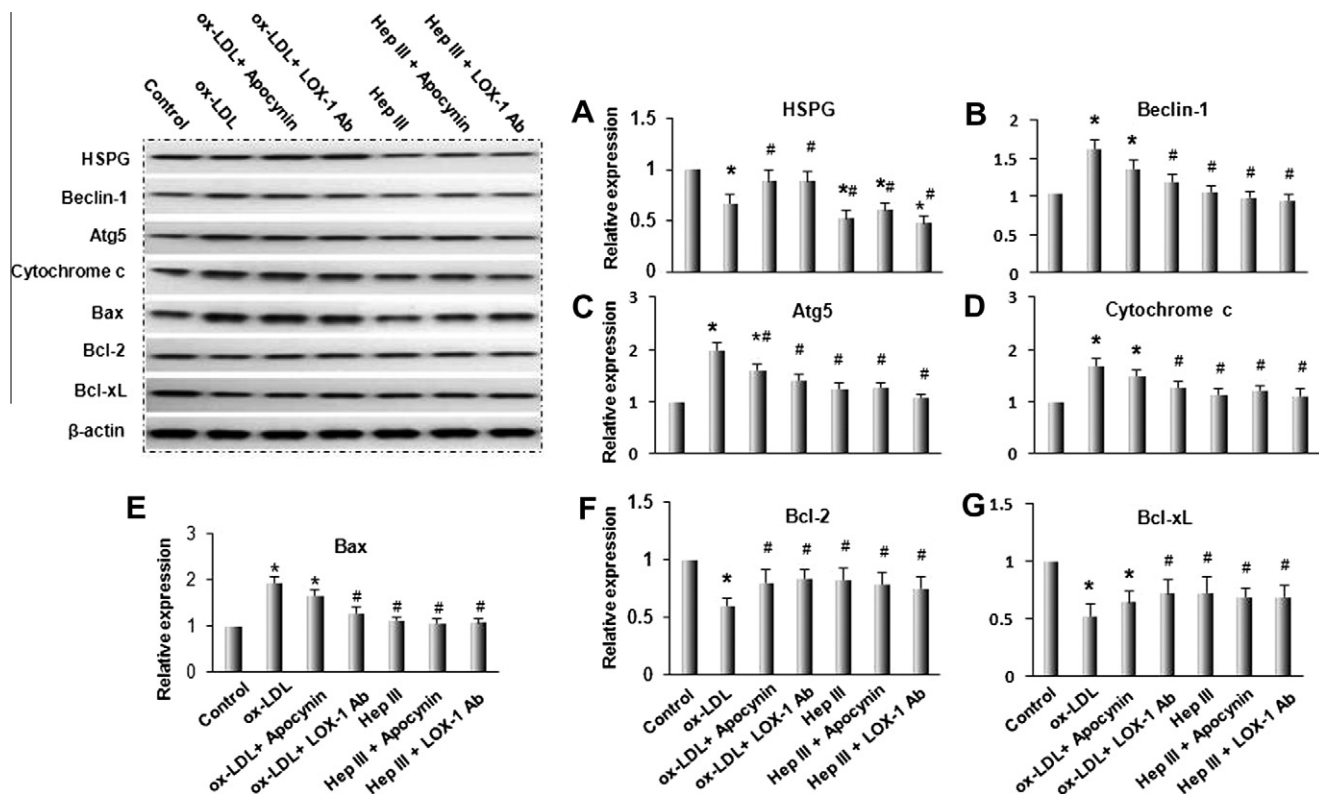 Control
ox-LDL
ox-LDL+ Apocynin
ox-LDL+ LOX-1 Ab
Hep III
Hep III + Apocynin
Hep III + LOX-1 Ab
HSPG
Beclin-1
Atg5
Cytochrome c
Bax
Bcl-2
Bcl-xL
β-actin
A
HSPG
Relative expression
1.5
1
0.5
0
* # # *# *# *#
B
Beclin-1
2
1.5
1
0.5
0
* * # # # # #
C
Atg5
Relative expression
3
2
1
0
* *# # # # #
D
Cytochrome c
3
2
1
0
* * # # # #
E
Bax
Relative expression
3
2
1
0
* * # # # #
Control
ox-LDL
ox-LDL+ Apocynin
ox-LDL+ LOX-1 Ab
Hep III
Hep III + Apocynin
Hep III + LOX-1 Ab
F
Bcl-2
Relative expression
1.5
1
0.5
0
* # # # # #
Control
ox-LDL
ox-LDL+ Apocynin
ox-LDL+ LOX-1 Ab
Hep III
Hep III + Apocynin
Hep III + LOX-1 Ab
G
Bcl-xL
1.5
1
0.5
0
* * # # # #
Control
ox-LDL
ox-LDL+ Apocynin
ox-LDL+ LOX-1 Ab
Hep III
Hep III + Apocynin
Hep III + LOX-1 Ab